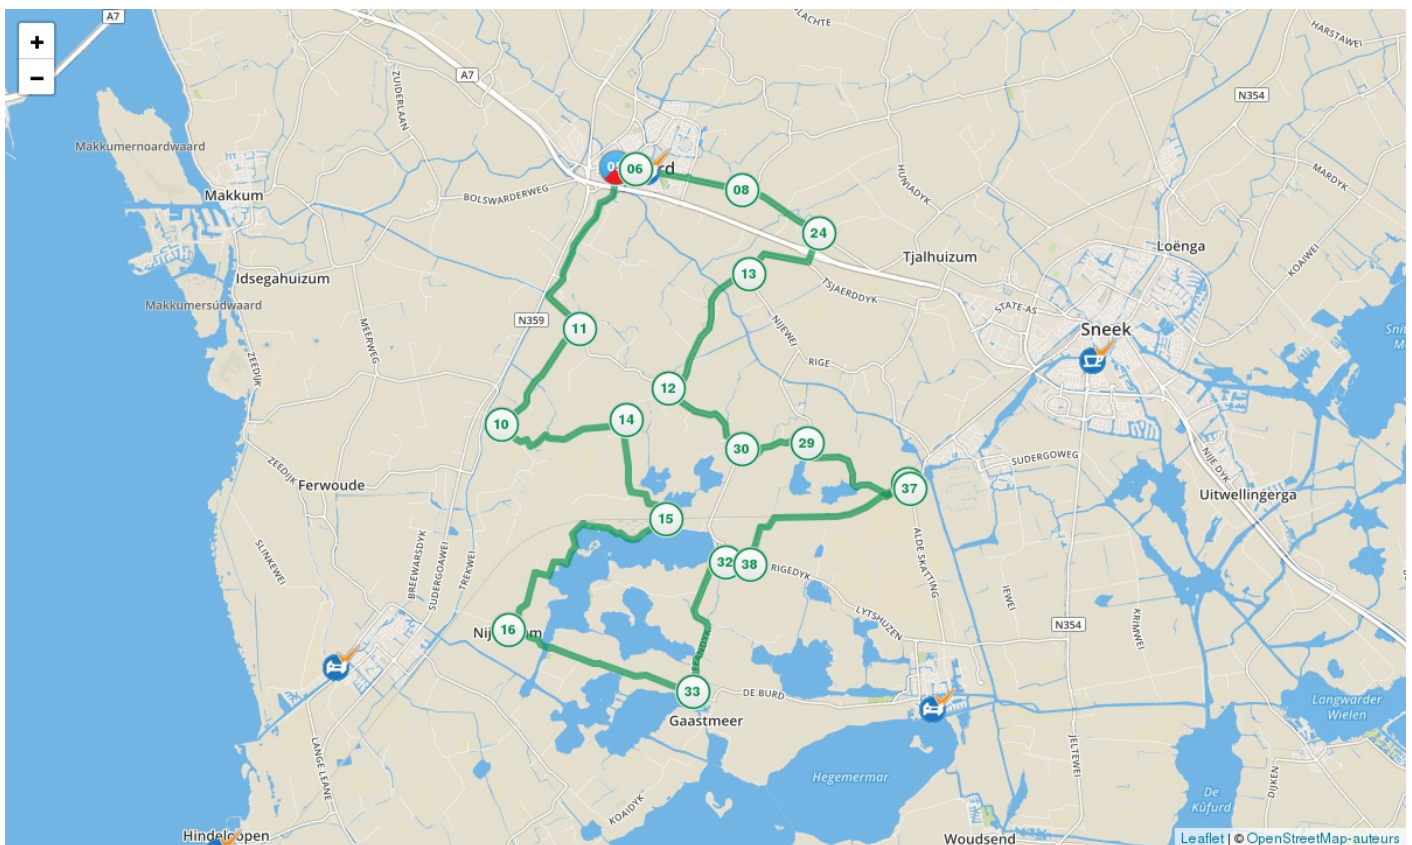 A7
+
−
A7
ZUIDERLAAN
HARSTAWEI
N354
Makkumernoardwaard
Makkum
BOLSWARDERWEG
06
rd
08
MARDYK
24
Loënga
KOAIWEI
Idsegahuizum
13
TSJAERDDYK
Tjalhuizum
Makkumersúdwaard
MEERWEG
N359
11
NIJEWEI
STATE-AS
Sneek
ZEEDIJK
RIGE
12
10
14
30
29
SUDERGOWEG
NIJE DYK
ZEEDIJK
Ferwoude
37
Uitwellingerga
15
SLINKEWEI
BREEWARSDYK
SUDERGOAWEI
TREKWEI
32
38
RIGEDYK
ALDE SKATTING
IEWEI
LYTSHUZEN
N354
KRIMWEI
16
FEANDYK
33
DE BURD
Gaastmeer
Langwarder
Wielen
LANGE LEANE
Hegemermar
JELTEWEI
DIJKEN
KOAIDYK
De
Kûfurd
Hindeloopen
Woudsend
Leaflet | © OpenStreetMap-auteurs